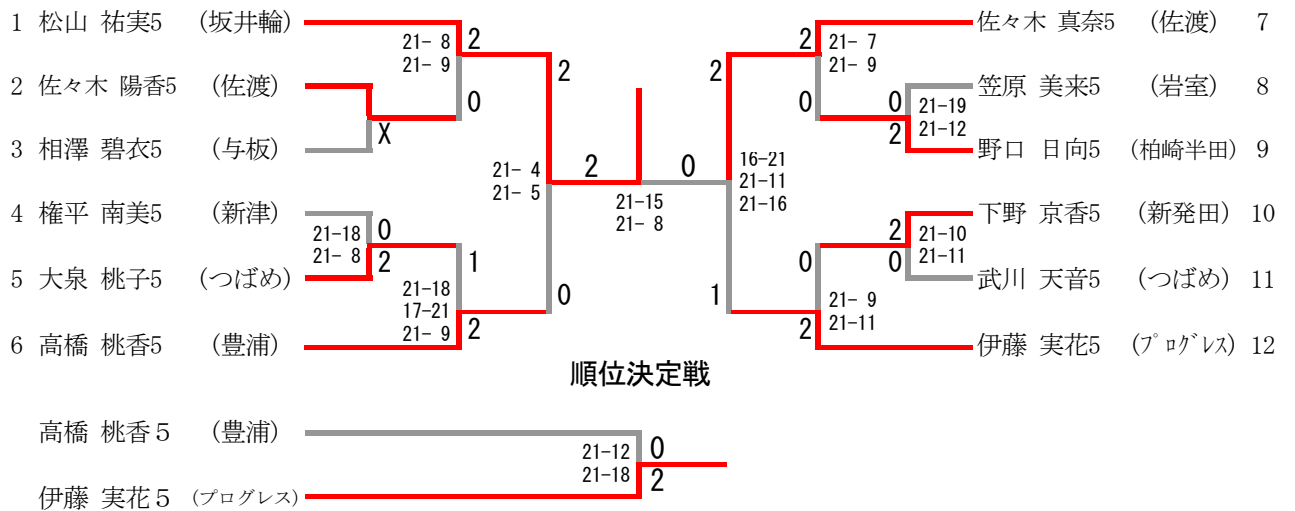 1 松山 祐実5 (坂井輪)
2 佐々木 陽香5 (佐渡)
3 相澤 碧衣5 (与板)
4 権平 南美5 (新津)
5 大泉 桃子5 (つばめ)
6 高橋 桃香5 (豊浦)
21- 8
21- 9
2
0
X
21-18
21- 8
0
2
21-18
17-21
21- 9
1
2
21- 4
21- 5
2
0
2
0
21-15
21- 8
2
1
16-21
21-11
21-16
2
0
21- 7
21- 9
0
2
21-19
21-12
0
2
21- 9
21-11
2
0
21-10
21-11
佐々木 真奈5 (佐渡) 7
笠原 美来5 (岩室) 8
野口 日向5 (柏崎半田) 9
下野 京香5 (新発田) 10
武川 天音5 (つばめ) 11
伊藤 実花5 (プログレス) 12
順位決定戦
高橋 桃香５ (豊浦)
伊藤 実花５ (プログレス)
21-12
21-18
0
2